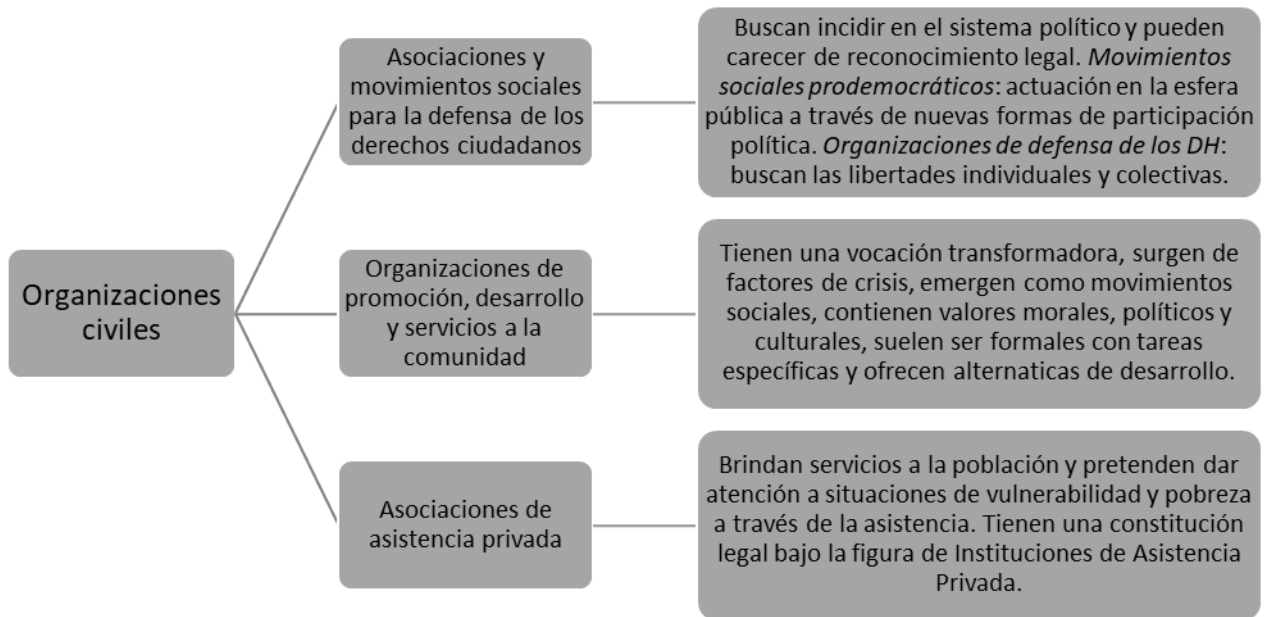 Organizaciones
civiles
Asociaciones y
movimientos sociales
para la defensa de los
derechos ciudadanos
Buscan incidir en el sistema político y pueden
carecer de reconocimiento legal. Movimientos
sociales prodemocráticos: actuación en la esfera
pública a través de nuevas formas de participación
política. Organizaciones de defensa de los DH:
buscan las libertades individuales y colectivas.
Organizaciones de
promoción, desarrollo
y servicios a la
comunidad
Tienen una vocación transformadora, surgen de
factores de crisis, emergen como movimientos
sociales, contienen valores morales, políticos y
culturales, suelen ser formales con tareas
específicas y ofrecen alternaticas de desarrollo.
Asociaciones de
asistencia privada
Brindan servicios a la población y pretenden dar
atención a situaciones de vulnerabilidad y pobreza
a través de la asistencia. Tienen una constitución
legal bajo la figura de Instituciones de Asistencia
Privada.